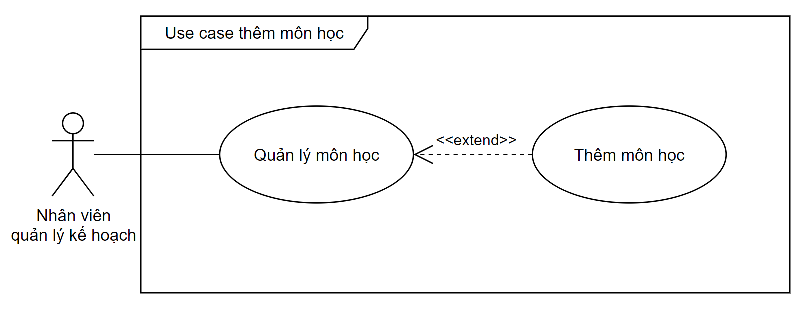 Use case thêm môn học
<<extend>>
Quản lý môn học
Thêm môn học
Nhân viên
quản lý kế hoạch